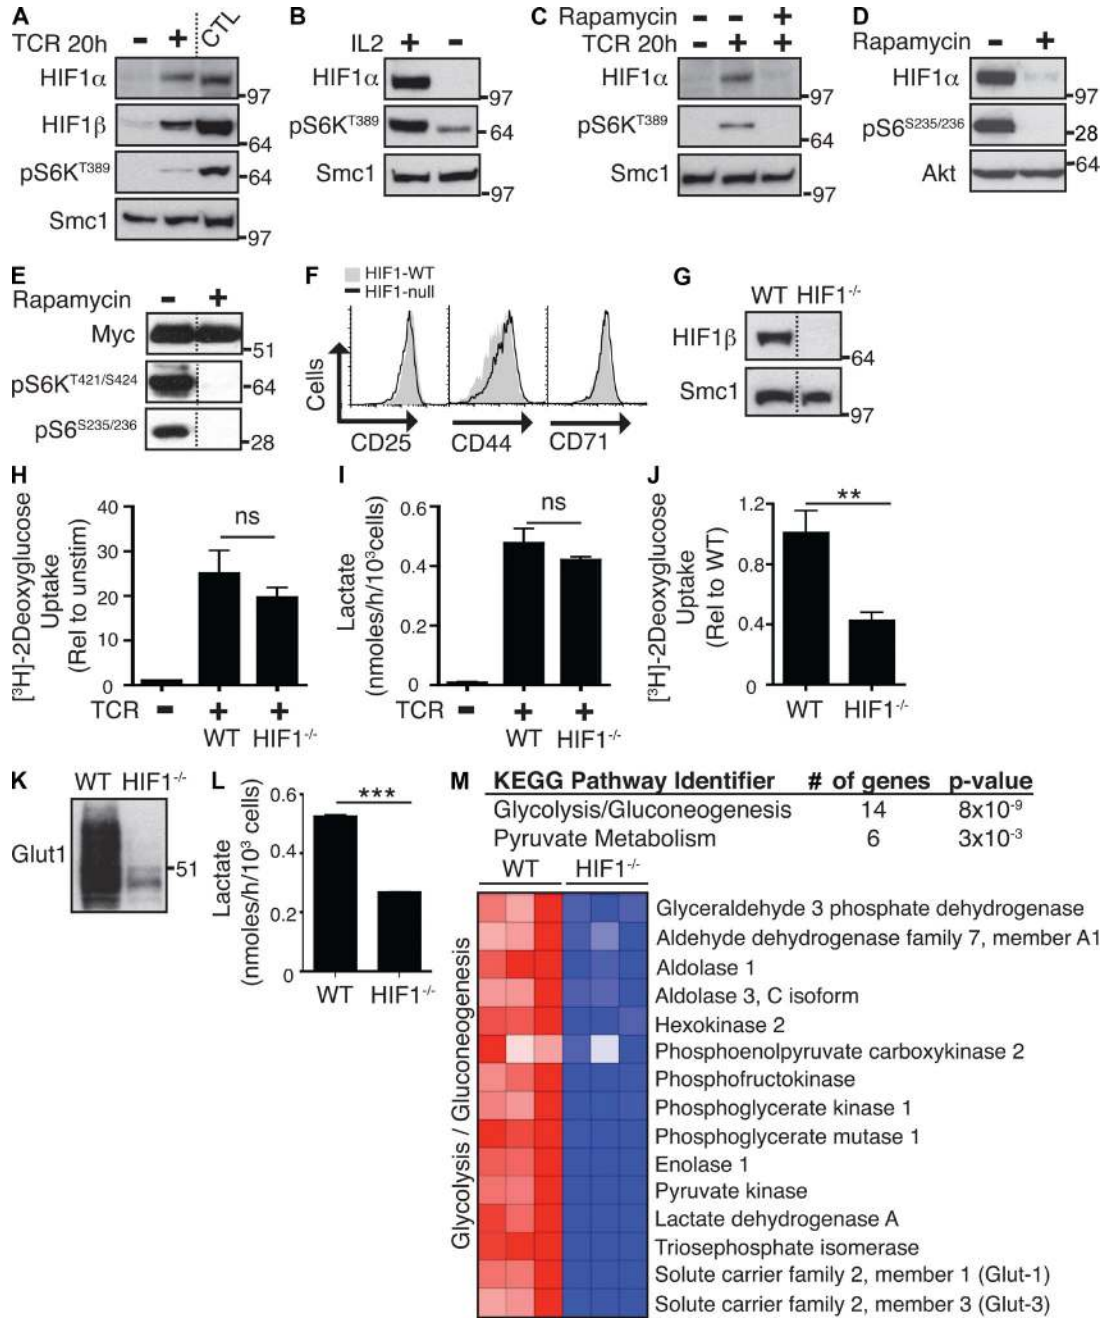 A
TCR 20h - + CTL
HIF1α
97
HIF1β
64
pS6K^T389
64
Smc1
97
B
IL2 + -
HIF1α
97
pS6K^T389
64
Smc1
97
C
Rapamycin - - +
TCR 20h - + +
HIF1α
97
pS6K^T389
64
Smc1
97
D
Rapamycin - +
HIF1α
97
pS6^S235/236
28
64
Akt
E
Rapamycin - +
Myc
51
pS6K^T421/S424
64
pS6^S235/236
28
F
HIF1-WT
HIF1-null
Cells
CD25 CD44 CD71
G
WT HIF1^-/-
HIF1β
64
Smc1
97
H
[³H]-2Deoxyglucose
Uptake
(Rel to unstim)
40
30
20
10
0
ns
TCR - + +
WT HIF1^-/-
I
Lactate
(nmoles/h/10³cells)
0.6
0.4
0.2
0
ns
TCR - + +
WT HIF1^-/-
J
[³H]-2Deoxyglucose
Uptake
(Rel to WT)
1.2
0.8
0.4
0
**
WT HIF1^-/-
K
WT HIF1^-/-
Glut1
51
L
Lactate
(nmoles/h/10³ cells)
0.6
0.4
0.2
0
***
WT HIF1^-/-
M
KEGG Pathway Identifier # of genes p-value
Glycolysis/Gluconeogenesis 14 8x10^-9
Pyruvate Metabolism 6 3x10^-3
WT HIF1^-/-
Glycolysis / Gluconeogenesis
Glyceraldehyde 3 phosphate dehydrogenase
Aldehyde dehydrogenase family 7, member A1
Aldolase 1
Aldolase 3, C isoform
Hexokinase 2
Phosphoenolpyruvate carboxykinase 2
Phosphofructokinase
Phosphoglycerate kinase 1
Phosphoglycerate mutase 1
Enolase 1
Pyruvate kinase
Lactate dehydrogenase A
Triosephosphate isomerase
Solute carrier family 2, member 1 (Glut-1)
Solute carrier family 2, member 3 (Glut-3)